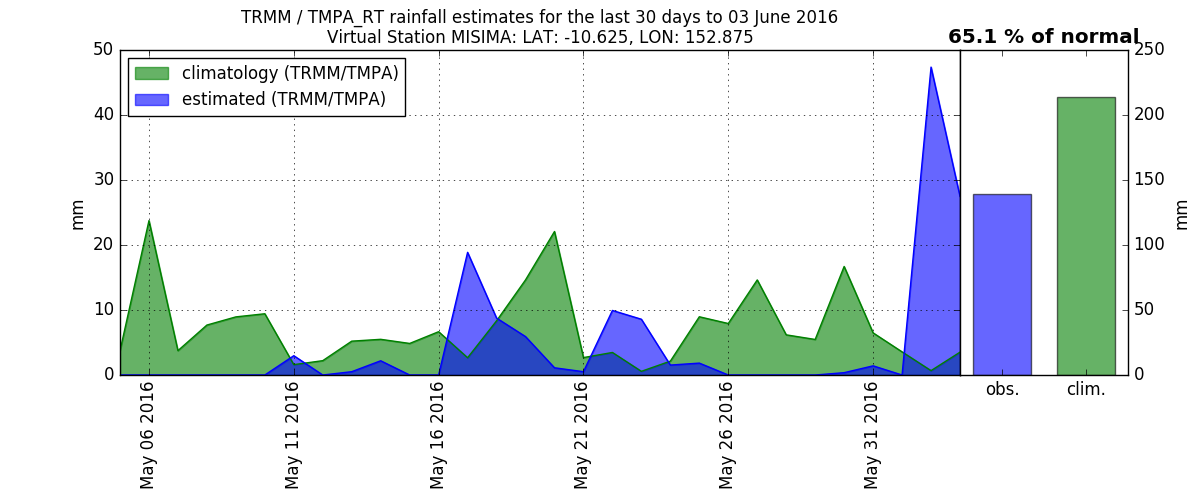 TRMM / TMPA_RT rainfall estimates for the last 30 days to 03 June 2016
Virtual Station MISIMA: LAT: -10.625, LON: 152.875
65.1 % of normal
climatology (TRMM/TMPA)
estimated (TRMM/TMPA)
mm
50
40
30
20
10
0
May 06 2016
May 11 2016
May 16 2016
May 21 2016
May 26 2016
May 31 2016
obs.
clim.
250
200
150
100
50
0
mm